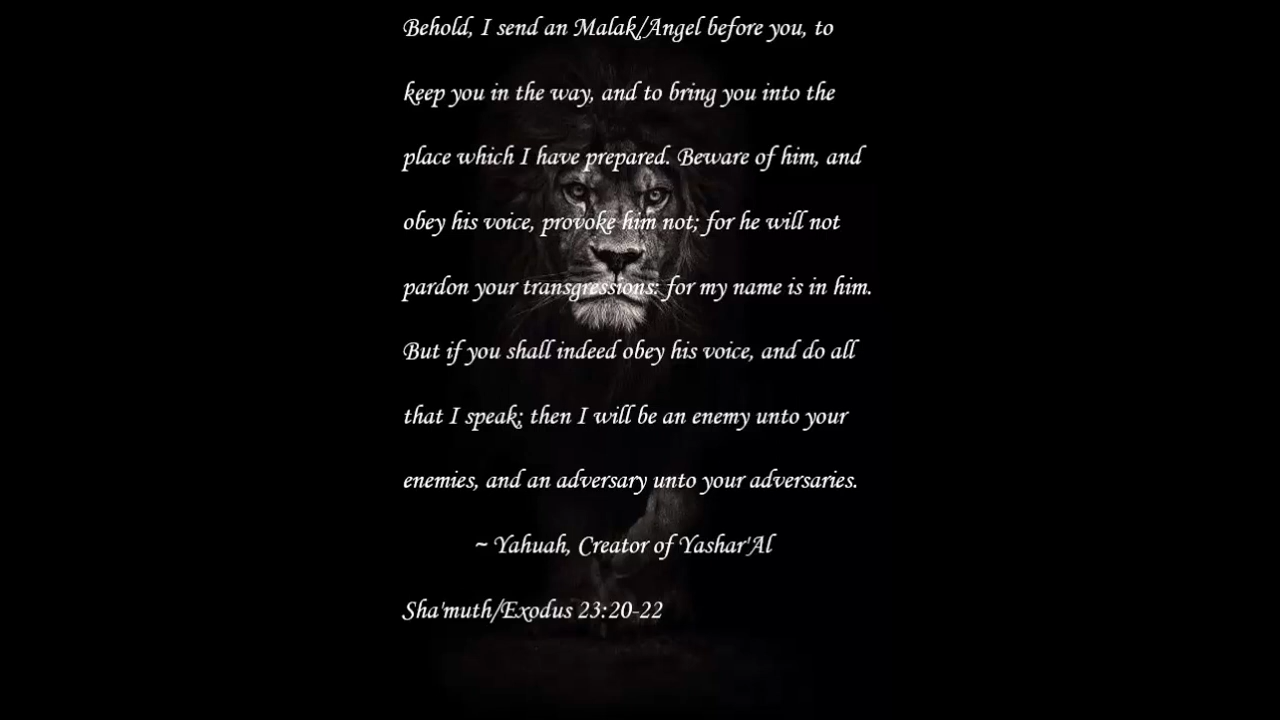 Behold, I send an Malak/Angel before you, to
keep you in the way, and to bring you into the
place which I have prepared. Beware of him, and
obey his voice, provoke him not; for he will not
pardon your transgressions: for my name is in him.
But if you shall indeed obey his voice, and do all
that I speak; then I will be an enemy unto your
enemies, and an adversary unto your adversaries.
~ Yahuah, Creator of Yashar'Al
Sha'muth/Exodus 23:20-22